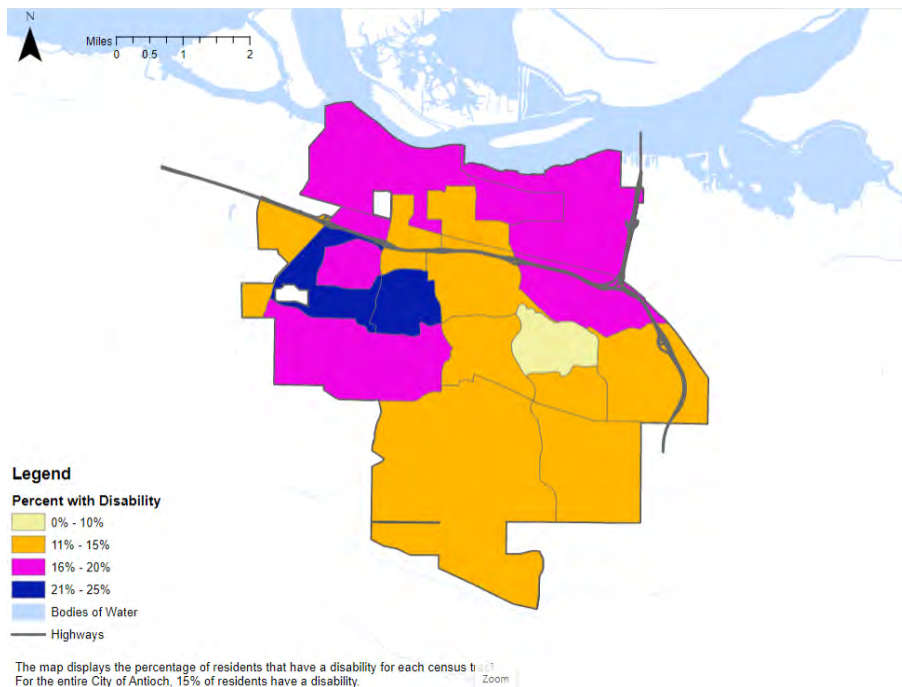 N
Miles
0 0.5 1 2
Legend
Percent with Disability
0% - 10%
11% - 15%
16% - 20%
21% - 25%
Bodies of Water
Highways
The map displays the percentage of residents that have a disability for each census
For the entire City of Antioch, 15% of residents have a disability.
Zoom